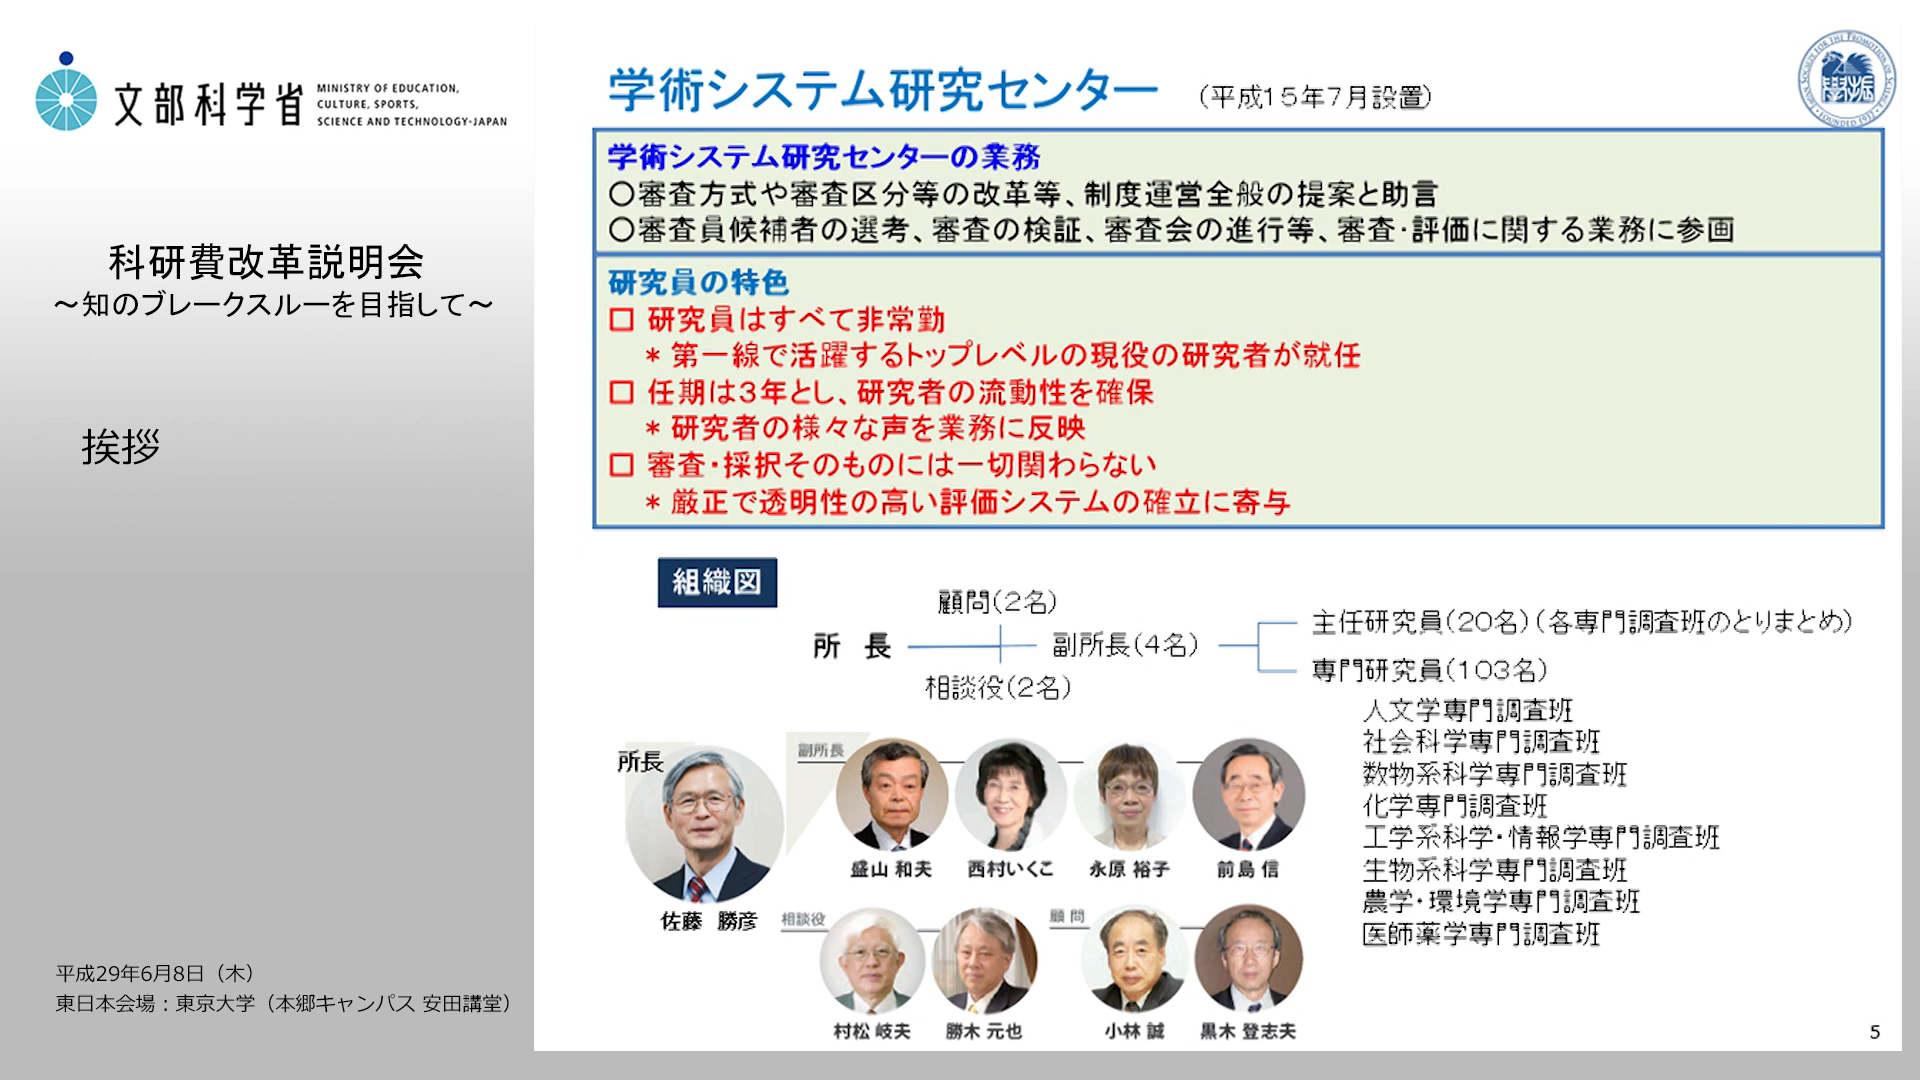 文部科学省
MINISTRY OF EDUCATION,
CULTURE, SPORTS,
SCIENCE AND TECHNOLOGY-JAPAN
科研費改革説明会
～知のブレークスルーを目指して～
挨拶
平成29年6月8日（木）
東日本会場：東京大学（本郷キャンパス 安田講堂）
学術システム研究センター （平成15年7月設置）
学術システム研究センターの業務
○審査方式や審査区分等の改革等、制度運営全般の提案と助言
○審査員候補者の選考、審査の検証、審査会の進行等、審査・評価に関する業務に参画
研究員の特色
□ 研究員はすべて非常勤
＊ 第一線で活躍するトップレベルの現役の研究者が就任
□ 任期は３年とし、研究者の流動性を確保
＊ 研究者の様々な声を業務に反映
□ 審査・採択そのものには一切関わらない
＊ 厳正で透明性の高い評価システムの確立に寄与
組織図
顧問（2名）
所 長
副所長（4名）
相談役（2名）
主任研究員（20名）（各専門調査班のとりまとめ）
専門研究員（103名）
人文学専門調査班
社会科学専門調査班
数物系科学専門調査班
化学専門調査班
工学系科学・情報学専門調査班
生物系科学専門調査班
農学・環境学専門調査班
医歯薬学専門調査班
所長
佐藤 勝彦
副所長
盛山 和夫
西村いくこ
永原 裕子
前島 信
相談役
村松 岐夫
勝木 元也
顧 問
小林 誠
黒木 登志夫
5